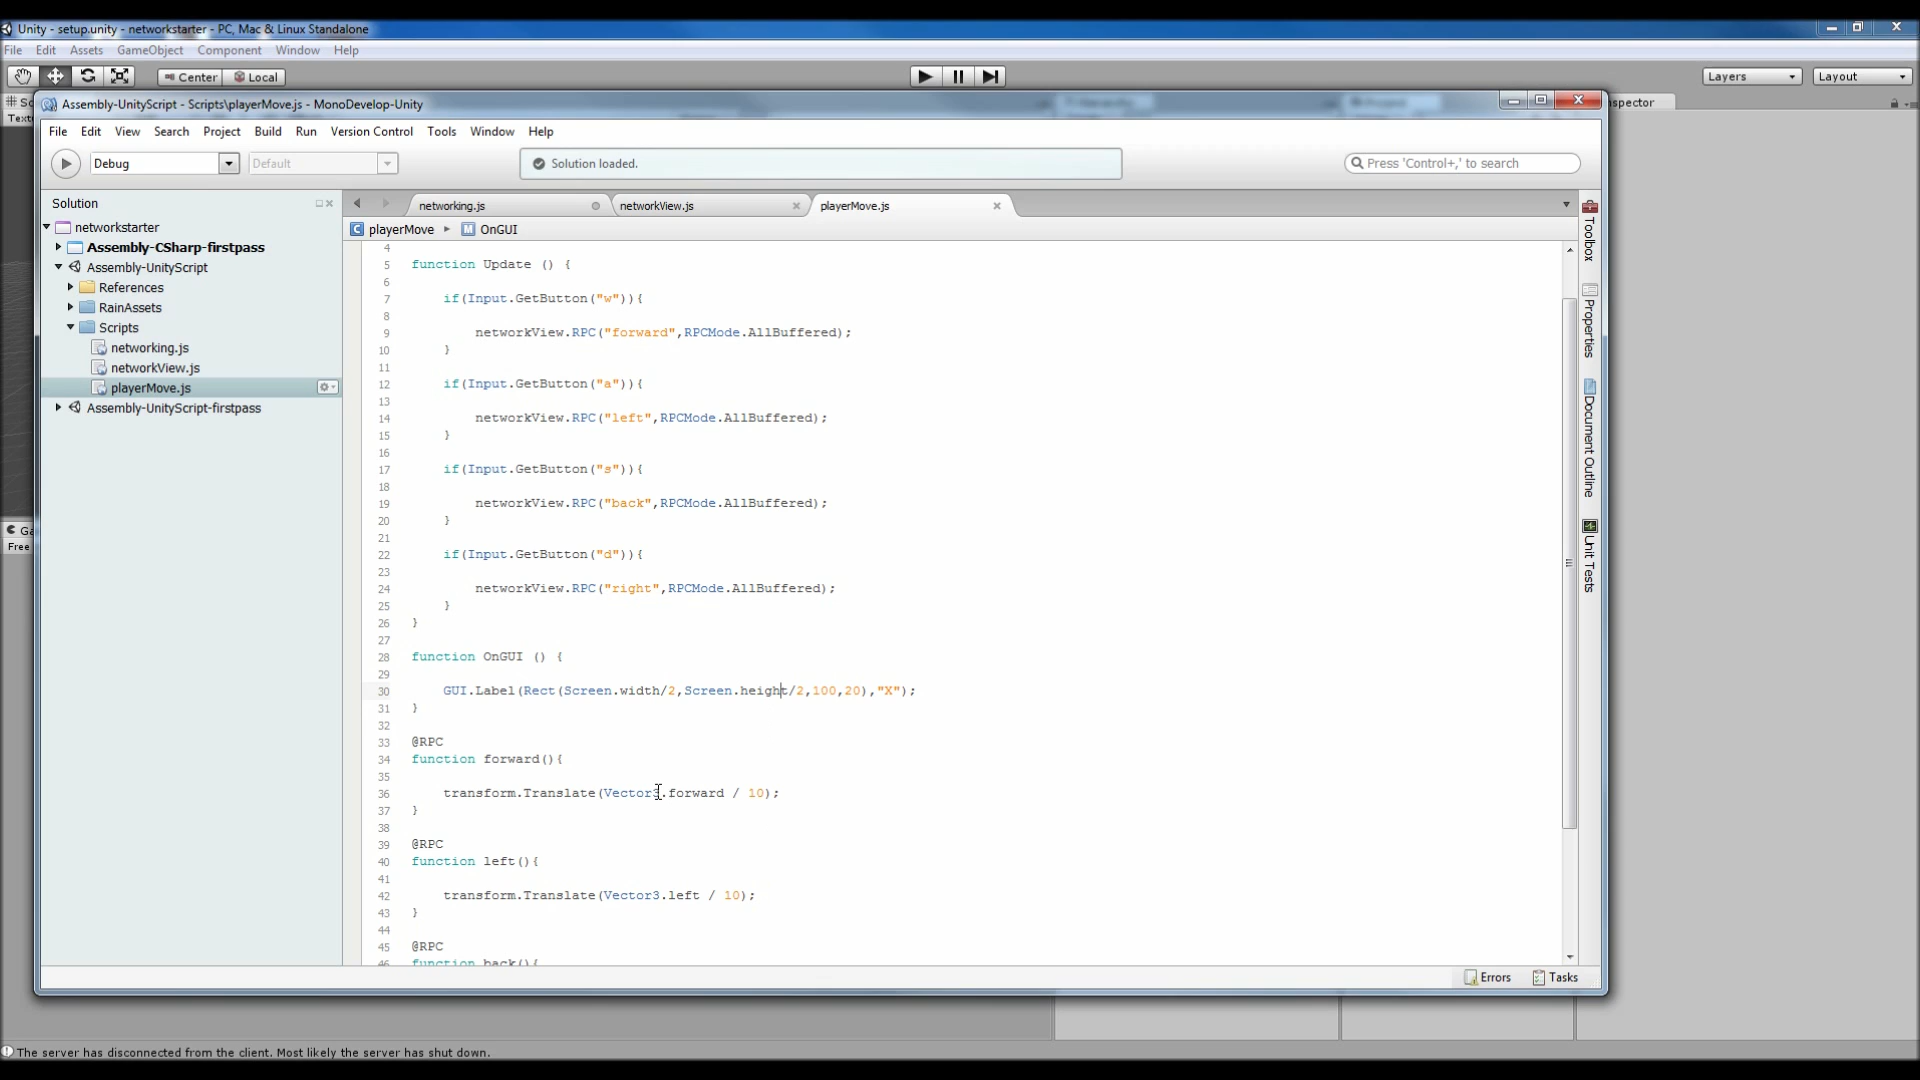 Unity - setup.unity - networkstarter - PC, Mac & Linux Standalone
File Edit Assets GameObject Component Window Help
Center Local Layers Layout
Assembly-UnityScript - Scripts\playerMove.js - MonoDevelop-Unity
File Edit View Search Project Build Run Version Control Tools Window Help
Debug Default Solution loaded. Press 'Control+,' to search
Solution
networkstarter
Assembly-CSharp-firstpass
Assembly-UnityScript
References
RainAssets
Scripts
networking.js
networkView.js
playerMove.js
Assembly-UnityScript-firstpass
networking.js networkView.js playerMove.js
playerMove OnGUI
4
5 function Update () {
6
7 if(Input.GetButton("w")){
8
9 networkView.RPC("forward",RPCMode.AllBuffered);
10 }
11
12 if(Input.GetButton("a")){
13
14 networkView.RPC("left",RPCMode.AllBuffered);
15 }
16
17 if(Input.GetButton("s")){
18
19 networkView.RPC("back",RPCMode.AllBuffered);
20 }
21
22 if(Input.GetButton("d")){
23
24 networkView.RPC("right",RPCMode.AllBuffered);
25 }
26 }
27
28 function OnGUI () {
29
30 GUI.Label(Rect(Screen.width/2,Screen.height/2,100,20),"X");
31 }
32
33 @RPC
34 function forward(){
35
36 transform.Translate(Vector3.forward / 10);
37 }
38
39 @RPC
40 function left(){
41
42 transform.Translate(Vector3.left / 10);
43 }
44
45 @RPC
46 function back(){
Toolbox
Properties
Document Outline
Unit Tests
Errors Tasks
Free
The server has disconnected from the client. Most likely the server has shut down.